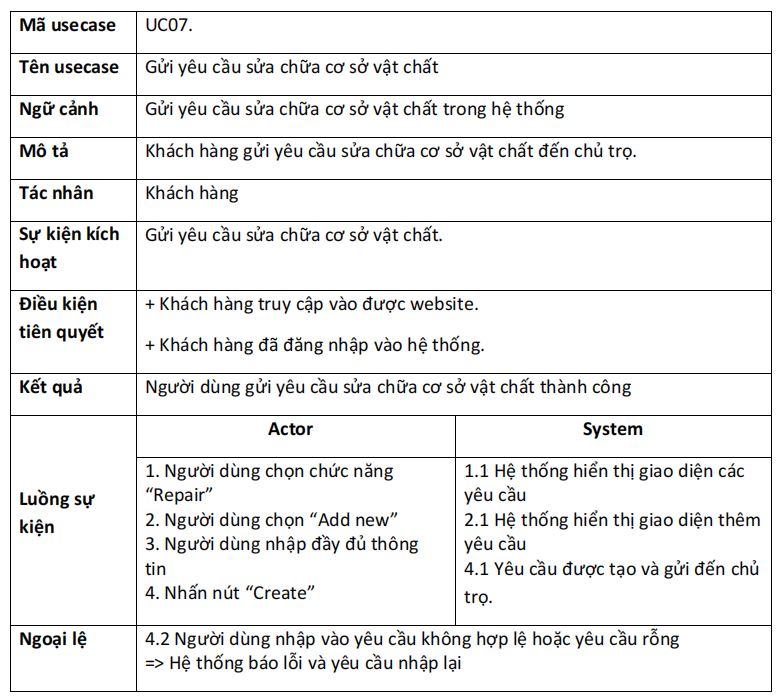 Mã usecase
UC07.
Tên usecase
Gửi yêu cầu sửa chữa cơ sở vật chất
Ngữ cảnh
Gửi yêu cầu sửa chữa cơ sở vật chất trong hệ thống
Mô tả
Khách hàng gửi yêu cầu sửa chữa cơ sở vật chất đến chủ trọ.
Tác nhân
Khách hàng
Sự kiện kích
hoạt
Gửi yêu cầu sửa chữa cơ sở vật chất.
Điều kiện
tiên quyết
+ Khách hàng truy cập vào được website.
+ Khách hàng đã đăng nhập vào hệ thống.
Kết quả
Người dùng gửi yêu cầu sửa chữa cơ sở vật chất thành công
Luồng sự
kiện
Actor
1. Người dùng chọn chức năng
“Repair”
2. Người dùng chọn “Add new”
3. Người dùng nhập đầy đủ thông
tin
4. Nhấn nút “Create”
System
1.1 Hệ thống hiển thị giao diện các
yêu cầu
2.1 Hệ thống hiển thị giao diện thêm
yêu cầu
4.1 Yêu cầu được tạo và gửi đến chủ
trọ.
Ngoại lệ
4.2 Người dùng nhập vào yêu cầu không hợp lệ hoặc yêu cầu rỗng
=> Hệ thống báo lỗi và yêu cầu nhập lại